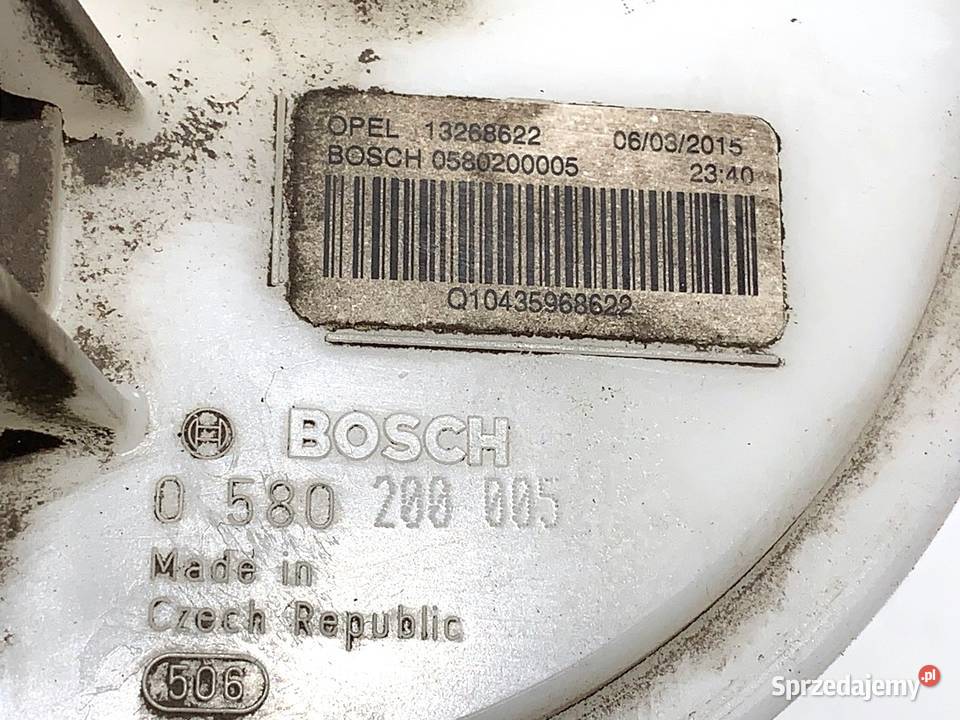 OPEL 13268622 06/03/2015
BOSCH 0580200005 23:40
Q10435968622
BOSCH
0 580 200 005
Made in
Czech Republic
506
Sprzedajemy .pl